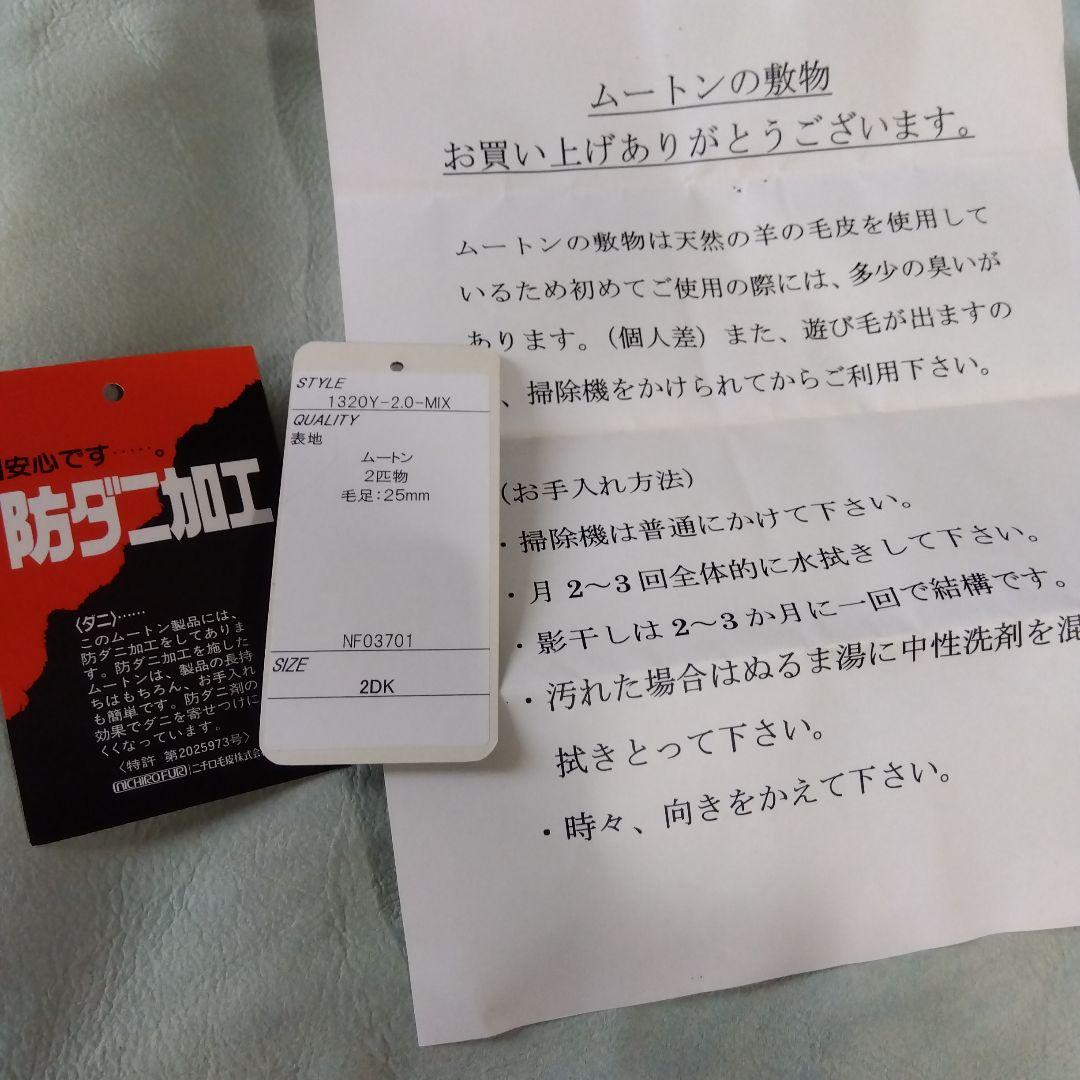 ムートンの敷物
お買い上げありがとうございます。
ムートンの敷物は天然の羊の毛皮を使用して
いるため初めてご使用の際には、多少の臭いが
あります。(個人差) また、遊び毛が出ますの
、掃除機をかけられてからご利用下さい。
(お手入れ方法)
・掃除機は普通にかけて下さい。
・月 2～3 回全体的に水拭きして下さい。
・影干しは 2～3 か月に一回で結構です。
・汚れた場合はぬるま湯に中性洗剤を混
拭きとって下さい。
・時々、向きをかえて下さい。
STYLE
1320Y-2.0-MIX
QUALITY
表地
ムートン
2匹物
毛足:25mm
NF03701
SIZE
2DK
安心です……。
防ダニ加工
〈ダニ〉……
このムートン製品には、
防ダニ加工をしてありま
す。防ダニ加工を施した
ムートンは、製品の長持
ちはもちろん、お手入れ
も簡単です。防ダニ剤の
効果でダニを寄せつけに
くくなっています。
〈特許 第2025973号〉
NICHIRO FUR ニチロ毛皮株式会